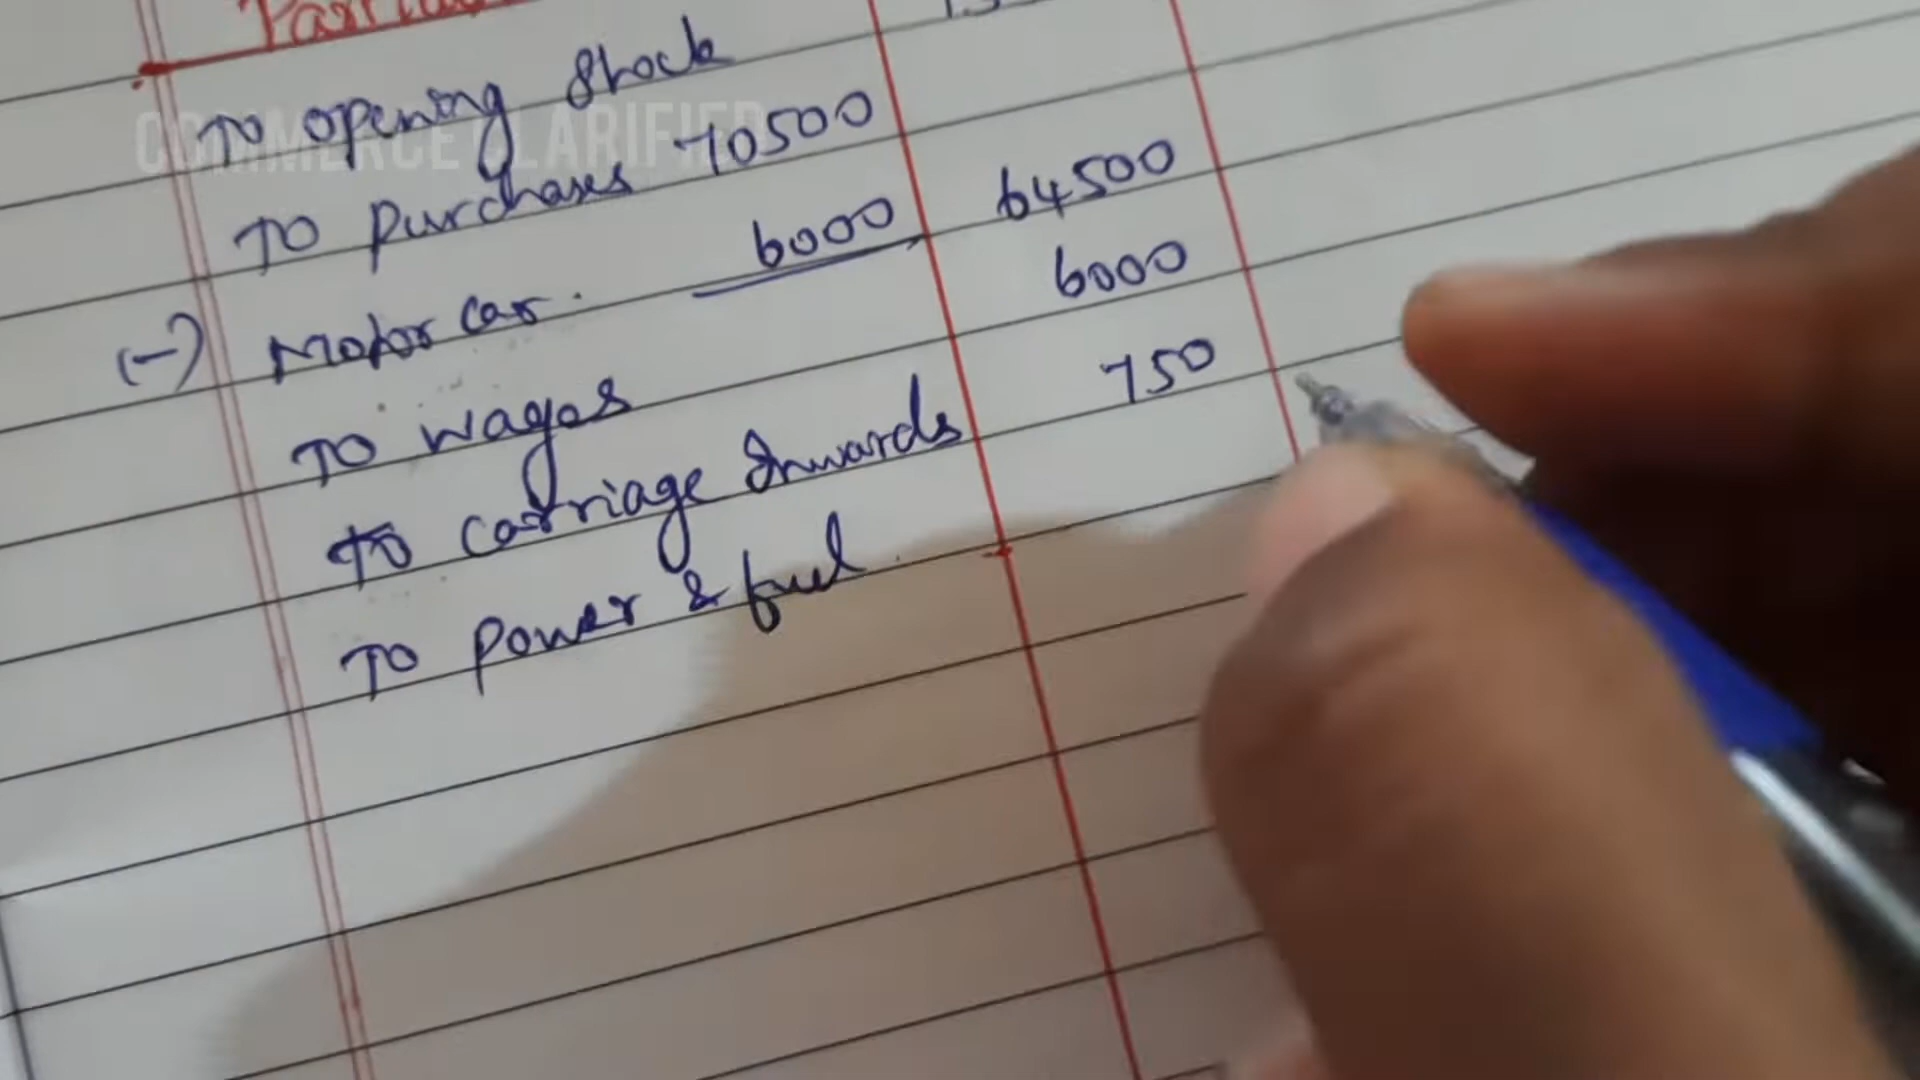 To opening Stock
COMMERCE CLARIFIED
To purchases 70500
(-) Motor car. 6000 64500
To wages 6000
To carriage Inwards 750
To power & fuel